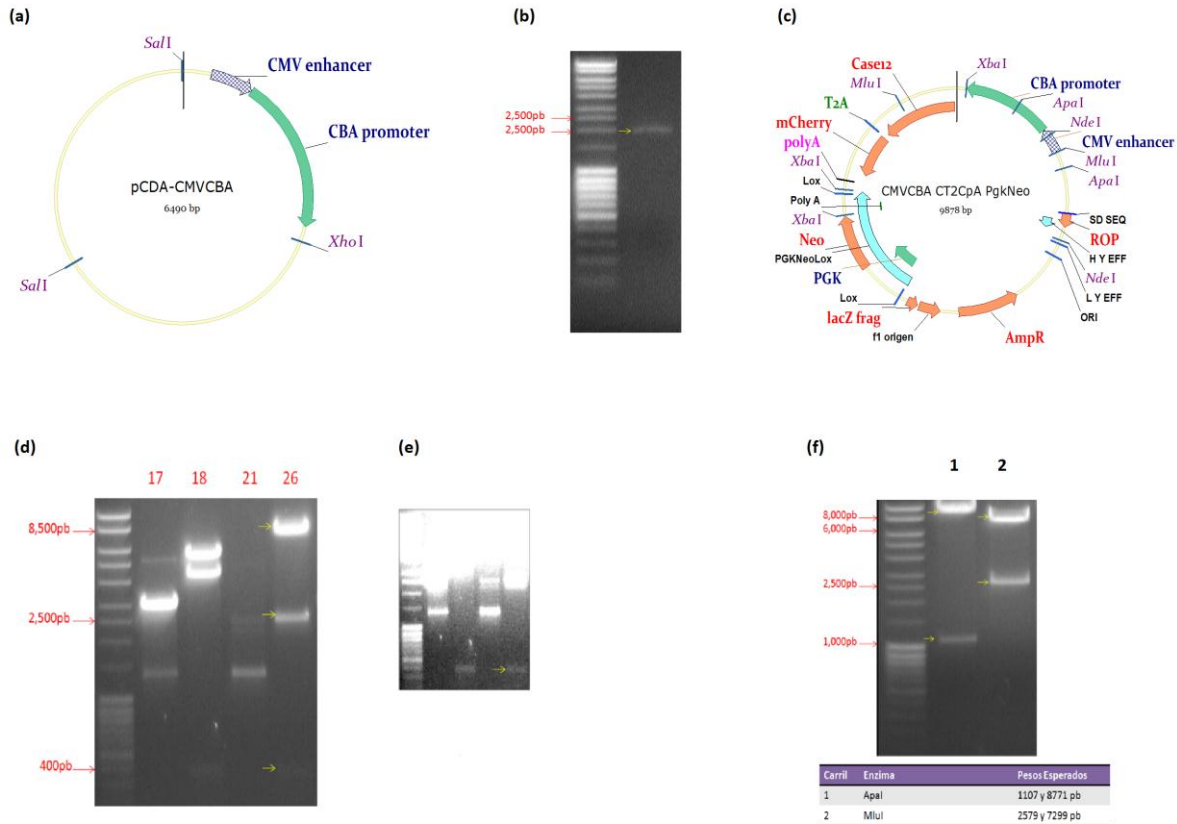 (a)
SalI
CMV enhancer
CBA promoter
pCDA-CMVCBA
6490 bp
XhoI
SalI
(b)
2,500pb
2,500pb
(c)
XbaI
Case12
CBA promoter
MluI
ApaI
T2A
NdeI
mCherry
CMV enhancer
polyA
MluI
XbaI
ApaI
Lox
CMVCBA CT2CpA PgkNeo
Poly A
9878 bp
XbaI
SD SEQ
Neo
ROP
PGKNeoLox
H Y EFF
PGK
NdeI
L Y EFF
Lox
ORI
lacZ frag
AmpR
f1 origen
(d)
17 18 21 26
8,500pb
2,500pb
400pb
(e)
(f)
1 2
8,000pb
6,000pb
2,500pb
1,000pb
Carril Enzima Pesos Esperados
1 ApaI 1107 y 8771 pb
2 MluI 2579 y 7299 pb